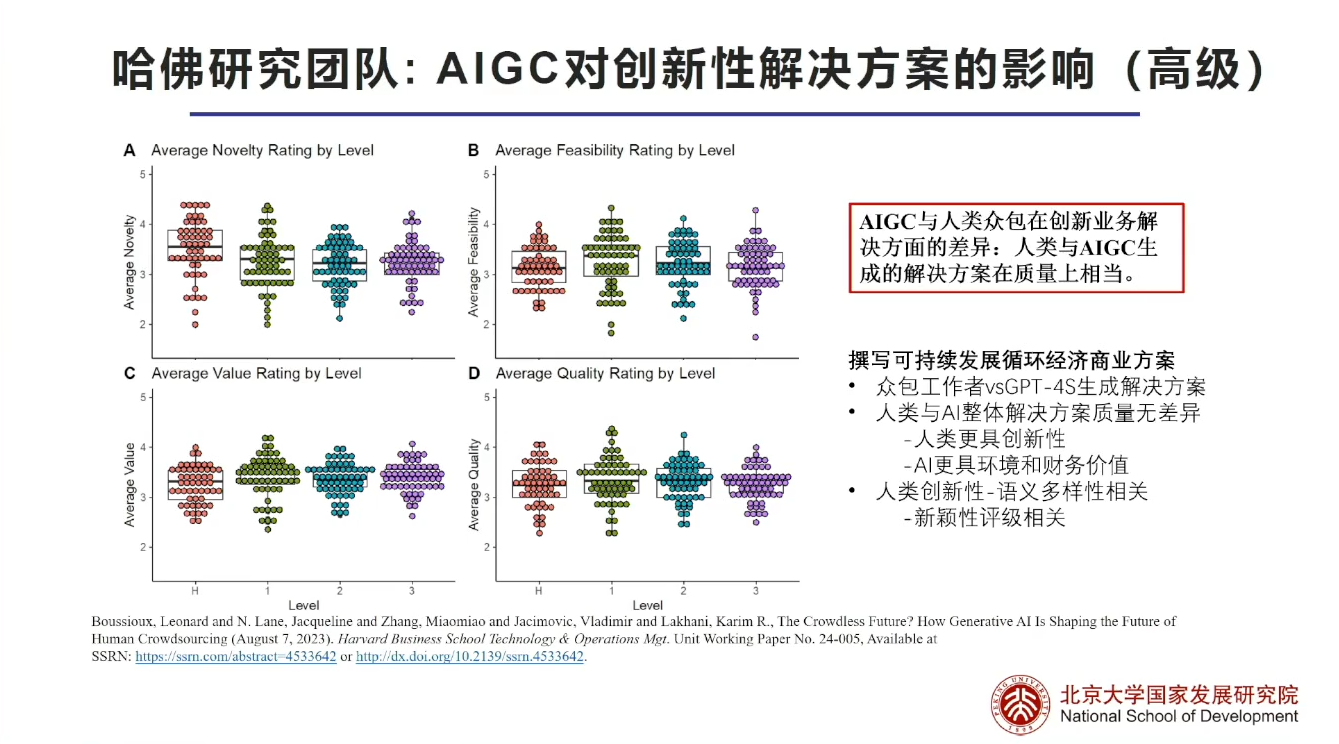 哈佛研究团队: AIGC对创新性解决方案的影响（高级）
A Average Novelty Rating by Level
5
4
3
2
Average Novelty
B Average Feasibility Rating by Level
5
4
3
2
Average Feasibility
C Average Value Rating by Level
5
4
3
2
Average Value
H 1 2 3
Level
D Average Quality Rating by Level
5
4
3
2
Average Quality
H 1 2 3
Level
AIGC与人类众包在创新业务解
决方面的差异：人类与AIGC生
成的解决方案在质量上相当。
撰写可持续发展循环经济商业方案
• 众包工作者vsGPT-4S生成解决方案
• 人类与AI整体解决方案质量无差异
-人类更具创新性
-AI更具环境和财务价值
• 人类创新性-语义多样性相关
-新颖性评级相关
Boussioux, Leonard and N. Lane, Jacqueline and Zhang, Miaomiao and Jacimovic, Vladimir and Lakhani, Karim R., The Crowdless Future? How Generative AI Is Shaping the Future of
Human Crowdsourcing (August 7, 2023). Harvard Business School Technology & Operations Mgt. Unit Working Paper No. 24-005, Available at
SSRN: https://ssrn.com/abstract=4533642 or http://dx.doi.org/10.2139/ssrn.4533642.
PEKING UNIVERSITY
1898
北京大学国家发展研究院
National School of Development